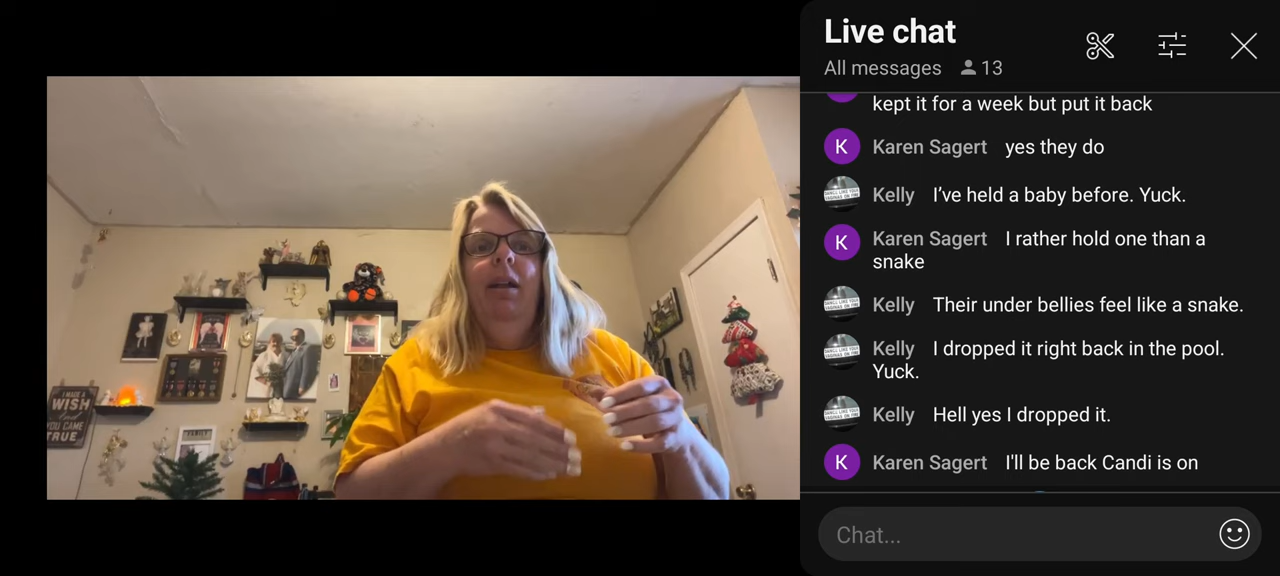 Live chat
All messages 13
kept it for a week but put it back
K Karen Sagert yes they do
Kelly I’ve held a baby before. Yuck.
K Karen Sagert I rather hold one than a
snake
Kelly Their under bellies feel like a snake.
Kelly I dropped it right back in the pool.
Yuck.
Kelly Hell yes I dropped it.
K Karen Sagert I'll be back Candi is on
Chat...
I MADE A
WISH
and
YOU CAME
TRUE
FAMILY